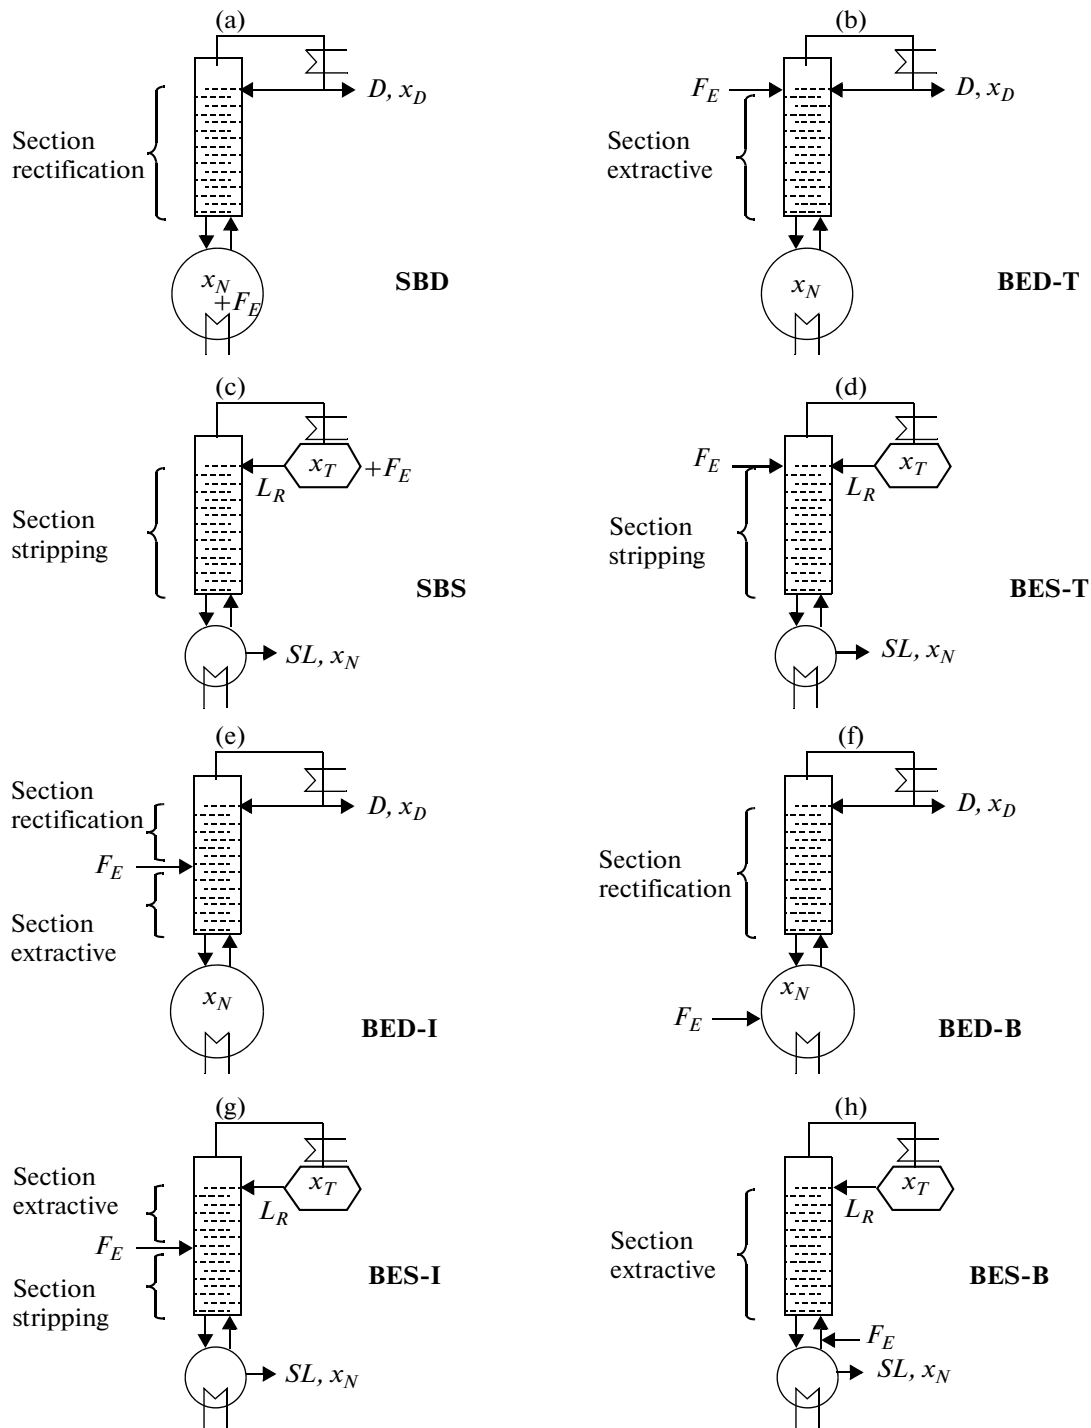 (a)
D, x_D
Section
rectification
x_N
+F_E
SBD
(b)
F_E
D, x_D
Section
extractive
x_N
BED-T
(c)
x_T
+F_E
L_R
Section
stripping
SBS
SL, x_N
(d)
F_E
x_T
L_R
Section
stripping
BES-T
SL, x_N
(e)
Section
rectification
D, x_D
F_E
Section
extractive
x_N
BED-I
(f)
D, x_D
Section
rectification
x_N
F_E
BED-B
(g)
Section
extractive
x_T
L_R
F_E
Section
stripping
BES-I
SL, x_N
(h)
x_T
L_R
Section
extractive
BES-B
F_E
SL, x_N